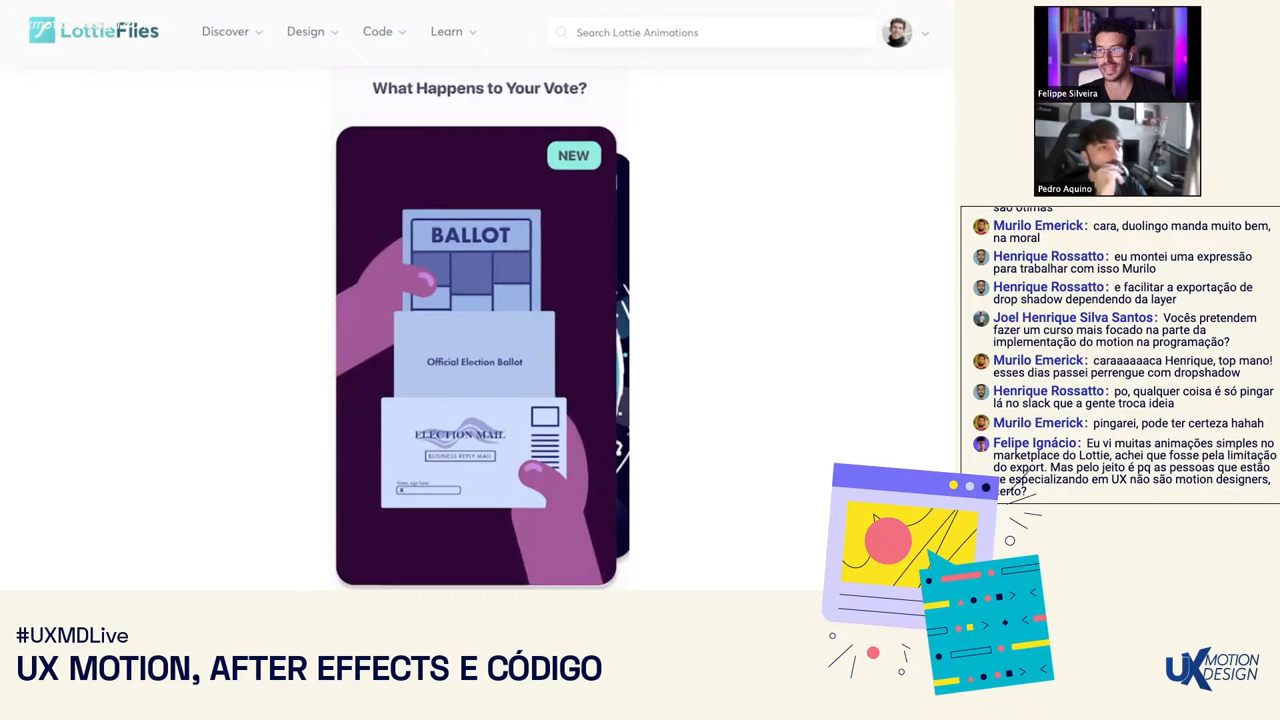 LottieFiles
Discover
Design
Code
Learn
Search Lottie Animations
What Happens to Your Vote?
NEW
BALLOT
Official Election Ballot
ELECTION MAIL
BUSINESS REPLY MAIL
Voter, sign here
X
Felippe Silveira
Pedro Aquino
são ótimas
Murilo Emerick: cara, duolingo manda muito bem,
na moral
Henrique Rossatto: eu montei uma expressão
para trabalhar com isso Murilo
Henrique Rossatto: e facilitar a exportação de
drop shadow dependendo da layer
Joel Henrique Silva Santos: Vocês pretendem
fazer um curso mais focado na parte da
implementação do motion na programação?
Murilo Emerick: caraaaaaaca Henrique, top mano!
esses dias passei perrengue com dropshadow
Henrique Rossatto: po, qualquer coisa é só pingar
lá no slack que a gente troca ideia
Murilo Emerick: pingarei, pode ter certeza hahah
Felipe Ignácio: Eu vi muitas animações simples no
marketplace do Lottie, achei que fosse pela limitação
do export. Mas pelo jeito é pq as pessoas que estão
e especializando em UX não são motion designers,
certo?
#UXMDLive
UX MOTION, AFTER EFFECTS E CÓDIGO
UX MOTION
DESIGN